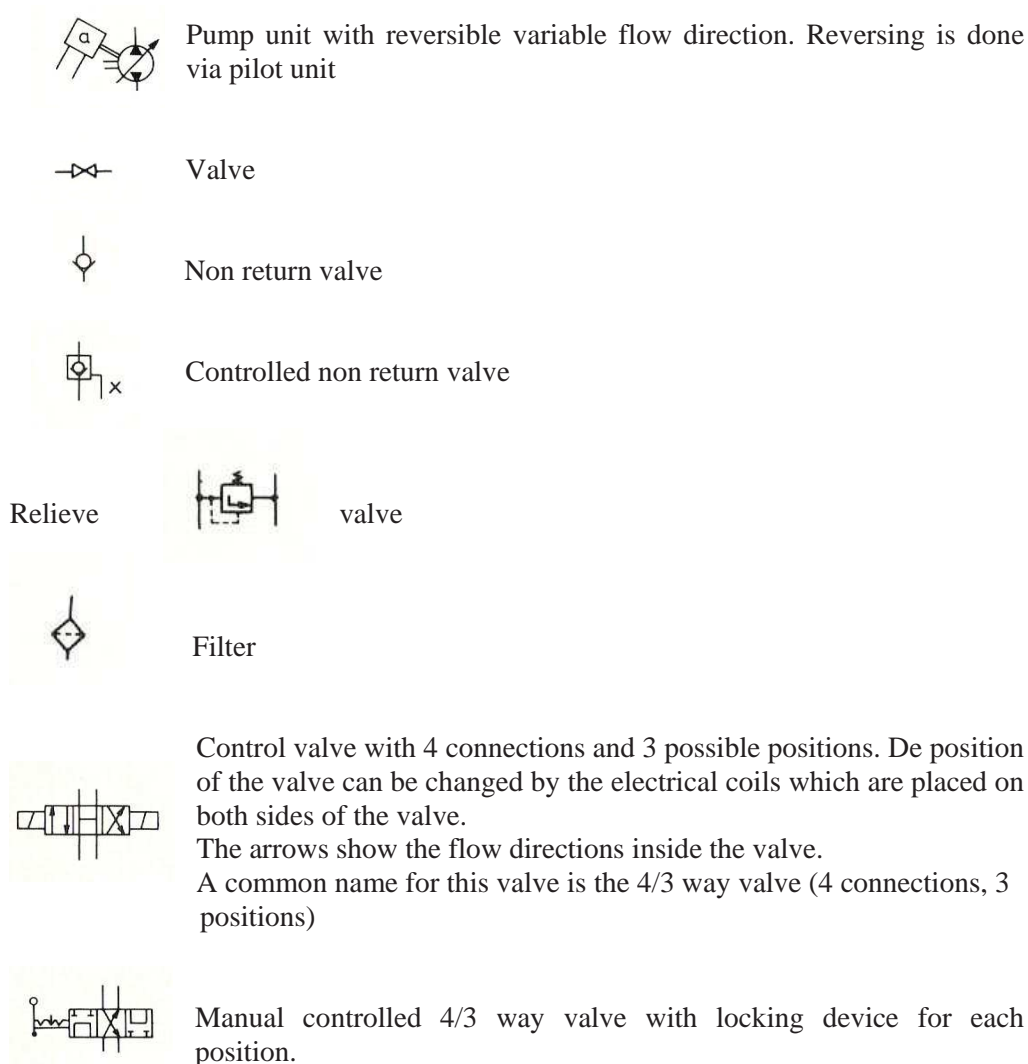 a
Pump unit with reversible variable flow direction. Reversing is done
via pilot unit
Valve
Non return valve
x
Controlled non return valve
Relieve valve
Filter
Control valve with 4 connections and 3 possible positions. De position
of the valve can be changed by the electrical coils which are placed on
both sides of the valve.
The arrows show the flow directions inside the valve.
A common name for this valve is the 4/3 way valve (4 connections, 3
positions)
Manual controlled 4/3 way valve with locking device for each
position.